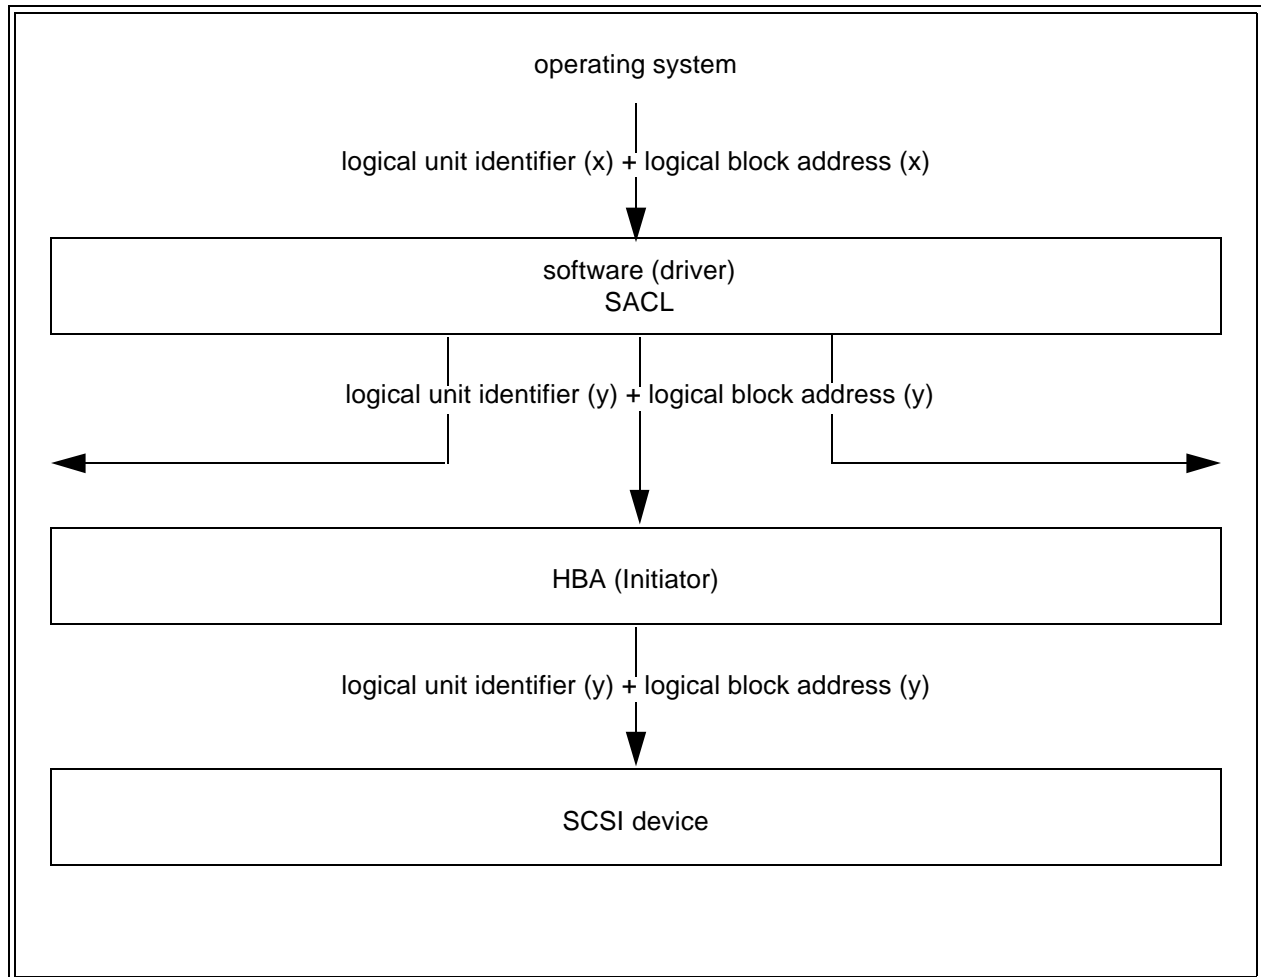 operating system
logical unit identifier (x) + logical block address (x)
software (driver)
SACL
logical unit identifier (y) + logical block address (y)
HBA (Initiator)
logical unit identifier (y) + logical block address (y)
SCSI device